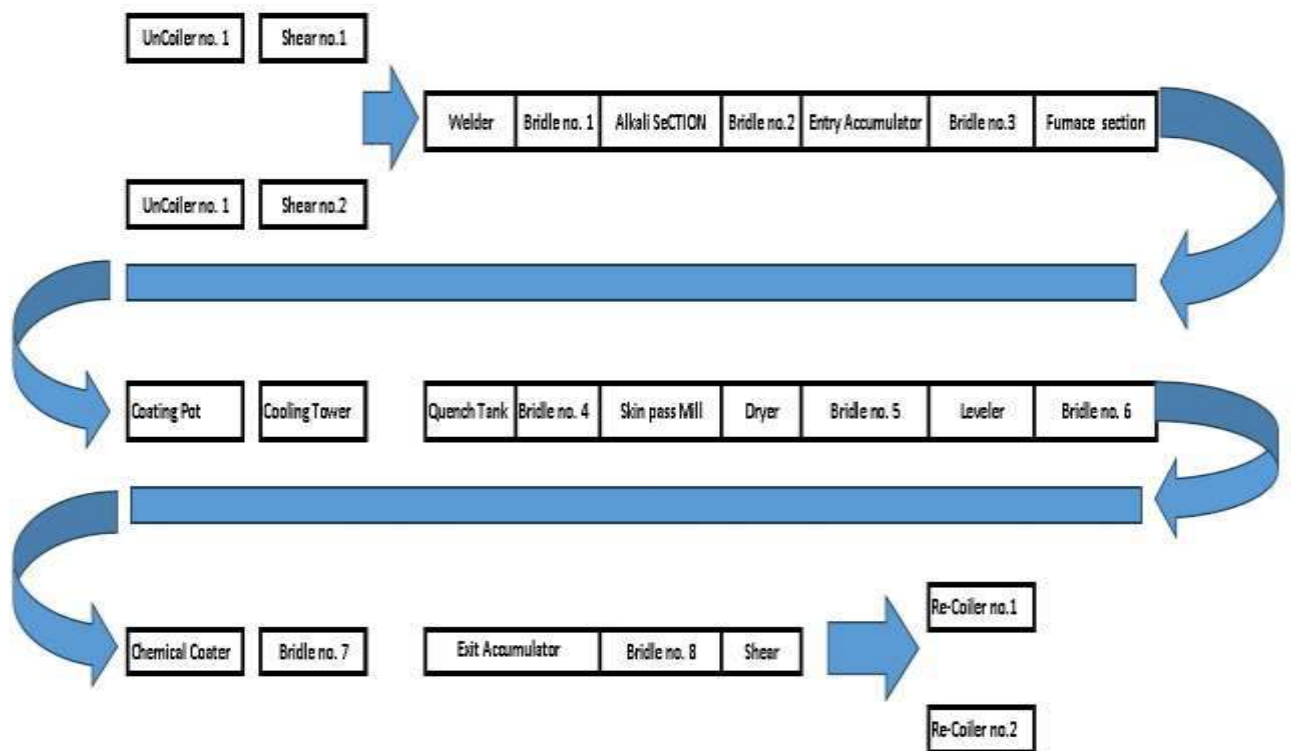 UnCoiler no. 1 Shear no.1
Welder Bridle no. 1 Alkali SeCTION Bridle no.2 Entry Accumulator Bridle no.3 Furnace section
UnCoiler no. 1 Shear no.2
Coating Pot Cooling Tower Quench Tank Bridle no. 4 Skin pass Mill Dryer Bridle no. 5 Leveler Bridle no. 6
Re-Coiler no.1
Chemical Coater Bridle no. 7 Exit Accumulator Bridle no. 8 Shear
Re-Coiler no.2